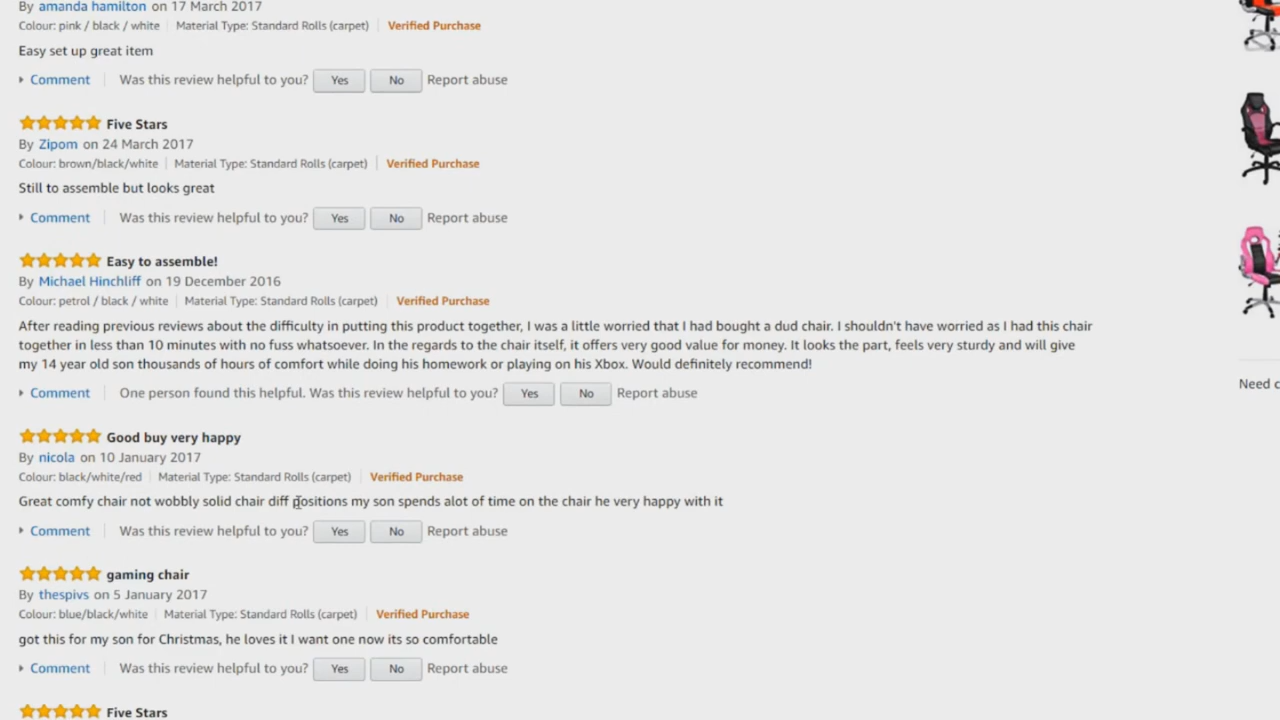 By amanda hamilton on 17 March 2017
Colour: pink / black / white | Material Type: Standard Rolls (carpet) | Verified Purchase
Easy set up great item
Comment | Was this review helpful to you? Yes No Report abuse
Five Stars
By Zipom on 24 March 2017
Colour: brown/black/white | Material Type: Standard Rolls (carpet) | Verified Purchase
Still to assemble but looks great
Comment | Was this review helpful to you? Yes No Report abuse
Easy to assemble!
By Michael Hinchliff on 19 December 2016
Colour: petrol / black / white | Material Type: Standard Rolls (carpet) | Verified Purchase
After reading previous reviews about the difficulty in putting this product together, I was a little worried that I had bought a dud chair. I shouldn't have worried as I had this chair
together in less than 10 minutes with no fuss whatsoever. In the regards to the chair itself, it offers very good value for money. It looks the part, feels very sturdy and will give
my 14 year old son thousands of hours of comfort while doing his homework or playing on his Xbox. Would definitely recommend!
Comment | One person found this helpful. Was this review helpful to you? Yes No Report abuse
Need
Good buy very happy
By nicola on 10 January 2017
Colour: black/white/red | Material Type: Standard Rolls (carpet) | Verified Purchase
Great comfy chair not wobbly solid chair diff positions my son spends alot of time on the chair he very happy with it
Comment | Was this review helpful to you? Yes No Report abuse
gaming chair
By thespivs on 5 January 2017
Colour: blue/black/white | Material Type: Standard Rolls (carpet) | Verified Purchase
got this for my son for Christmas, he loves it I want one now its so comfortable
Comment | Was this review helpful to you? Yes No Report abuse
Five Stars